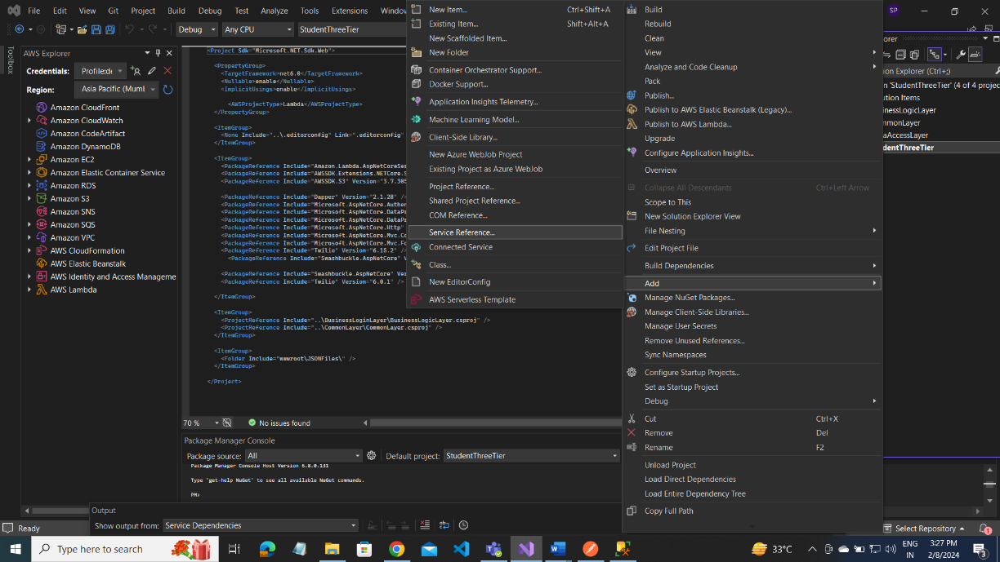 File Edit View Git Project Build Debug Test Analyze Tools Extensions Window
SP
Debug Any CPU StudentThreeTier
Toolbox
AWS Explorer
Credentials: Profile:de
Region: Asia Pacific (Mumb
Amazon CloudFront
Amazon CloudWatch
Amazon CodeArtifact
Amazon DynamoDB
Amazon EC2
Amazon Elastic Container Service
Amazon RDS
Amazon S3
Amazon SNS
Amazon SQS
Amazon VPC
AWS CloudFormation
AWS Elastic Beanstalk
AWS Identity and Access Manageme
AWS Lambda
<Project Sdk="Microsoft.NET.Sdk.Web">
<PropertyGroup>
<TargetFramework>net6.0</TargetFramework>
<Nullable>enable</Nullable>
<ImplicitUsings>enable</ImplicitUsings>
<AWSProjectType>Lambda</AWSProjectType>
</PropertyGroup>
<ItemGroup>
<None Include="..\.editorconfig" Link=".editorconfig"
</ItemGroup>
<ItemGroup>
<PackageReference Include="Amazon.Lambda.AspNetCoreSer
<PackageReference Include="AWSSDK.Extensions.NETCore.S
<PackageReference Include="AWSSDK.S3" Version="3.7.305
<PackageReference Include="Dapper" Version="2.1.28" />
<PackageReference Include="Microsoft.AspNetCore.Authen
<PackageReference Include="Microsoft.AspNetCore.DataPr
<PackageReference Include="Microsoft.AspNetCore.DataPr
<PackageReference Include="Microsoft.AspNetCore.Http"
<PackageReference Include="Microsoft.AspNetCore.Mvc.Co
<PackageReference Include="Microsoft.AspNetCore.Mvc.Fo
<PackageReference Include="Twilio" Version="6.15.2" />
<PackageReference Include="Swashbuckle.AspNetCore" V
<PackageReference Include="Swashbuckle.AspNetCore" Ver
<PackageReference Include="Twilio" Version="6.0.1" />
</ItemGroup>
<ItemGroup>
<ProjectReference Include="..\BusinessLoginLayer\BusinessLogicLayer.csproj" />
<ProjectReference Include="..\CommonLayer\CommonLayer.csproj" />
</ItemGroup>
<ItemGroup>
<Folder Include="wwwroot\JSONFiles\" />
</ItemGroup>
</Project>
70 % No issues found
Package Manager Console
Package source: All Default project: StudentThreeTier
Package Manager Console Host Version 6.8.0.131
Type 'get-help NuGet' to see all available NuGet commands.
PM>
Output
Show output from: Service Dependencies
New Item... Ctrl+Shift+A
Existing Item... Shift+Alt+A
New Scaffolded Item...
New Folder
Container Orchestrator Support...
Docker Support...
Application Insights Telemetry...
Machine Learning Model...
Client-Side Library...
New Azure WebJob Project
Existing Project as Azure WebJob
Project Reference...
Shared Project Reference...
COM Reference...
Service Reference...
Connected Service
Class...
New EditorConfig
AWS Serverless Template
Build
Rebuild
Clean
View
Analyze and Code Cleanup
Pack
Publish...
Publish to AWS Elastic Beanstalk (Legacy)...
Publish to AWS Lambda...
Upgrade
Configure Application Insights...
Overview
Collapse All Descendants Ctrl+Left Arrow
Scope to This
New Solution Explorer View
File Nesting
Edit Project File
Build Dependencies
Add
Manage NuGet Packages...
Manage Client-Side Libraries...
Manage User Secrets
Remove Unused References...
Sync Namespaces
Configure Startup Projects...
Set as Startup Project
Debug
Cut Ctrl+X
Remove Del
Rename F2
Unload Project
Load Direct Dependencies
Load Entire Dependency Tree
Copy Full Path
orer
ion Explorer (Ctrl+;)
on 'StudentThreeTier' (4 of 4 project
ution Items
inessLogicLayer
mmonLayer
taAccessLayer
dentThreeTier
Ready
Select Repository
1
Type here to search
33°C
ENG
IN
3:27 PM
2/8/2024
3